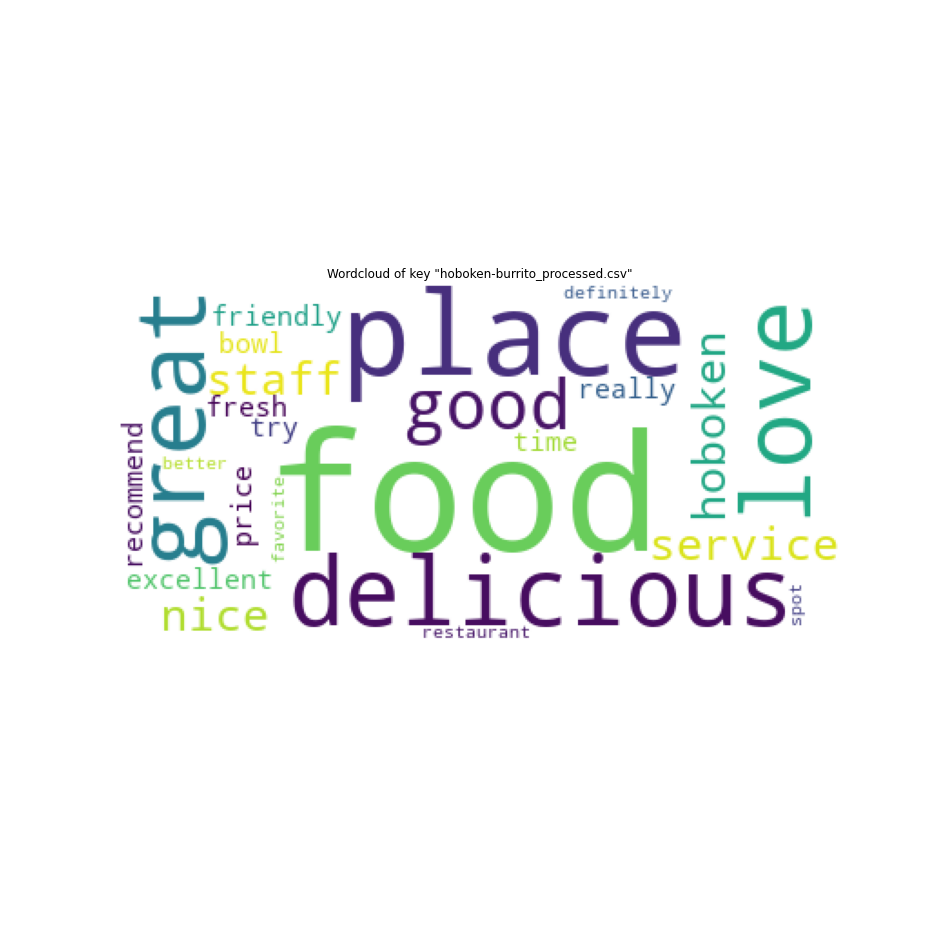 Wordcloud of key "hoboken-burrito_processed.csv"
great
friendly
bowl
staff
fresh
try
place
definitely
good
really
time
hoboken
love
recommend
better
price
favorite
food
service
excellent
nice
delicious
restaurant
spot